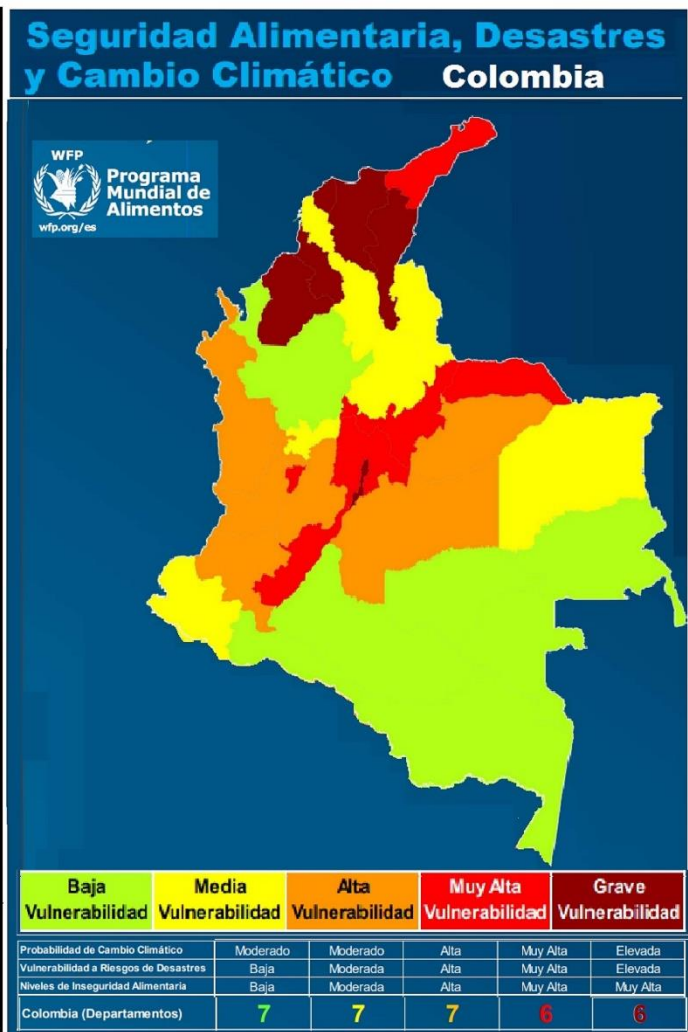 Seguridad Alimentaria, Desastres
y Cambio Climático Colombia
WFP
Programa
Mundial de
Alimentos
wfp.org/es
Baja Vulnerabilidad
Media Vulnerabilidad
Alta Vulnerabilidad
Muy Alta Vulnerabilidad
Grave Vulnerabilidad
Probabilidad de Cambio Climático Moderado Moderado Alta Muy Alta Elevada
Vulnerabilidad a Riesgos de Desastres Baja Moderada Alta Muy Alta Elevada
Niveles de Inseguridad Alimentaria Baja Moderada Alta Muy Alta Muy Alta
Colombia (Departamentos) 7 7 7 6 6